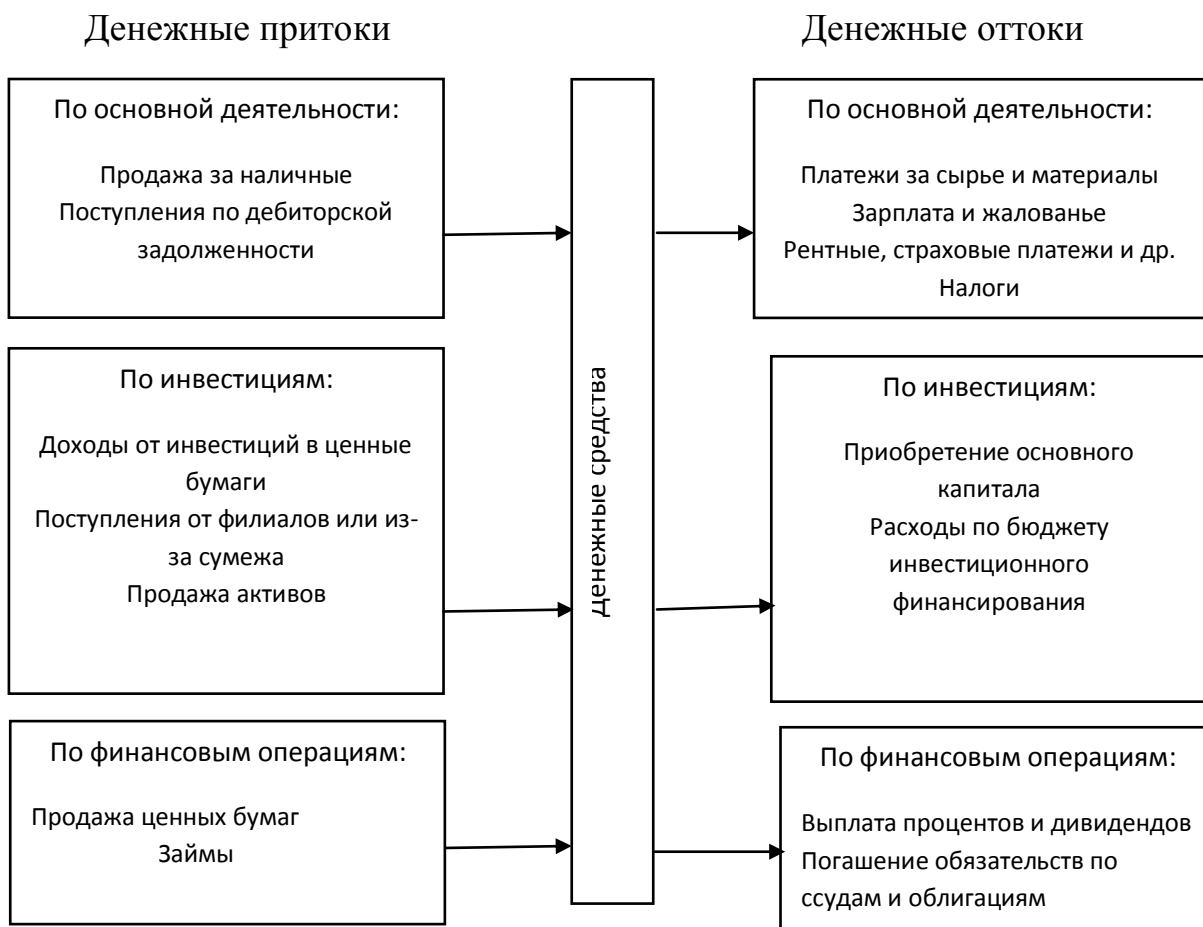 Денежные притоки
Денежные оттоки
По основной деятельности:
Продажа за наличные
Поступления по дебиторской
задолженности
По основной деятельности:
Платежи за сырье и материалы
Зарплата и жалованье
Рентные, страховые платежи и др.
Налоги
По инвестициям:
Доходы от инвестиций в ценные
бумаги
Поступления от филиалов или из-
за сумежа
Продажа активов
Денежные средства
По инвестициям:
Приобретение основного
капитала
Расходы по бюджету
инвестиционного
финансирования
По финансовым операциям:
Продажа ценных бумаг
Займы
По финансовым операциям:
Выплата процентов и дивидендов
Погашение обязательств по
ссудам и облигациям